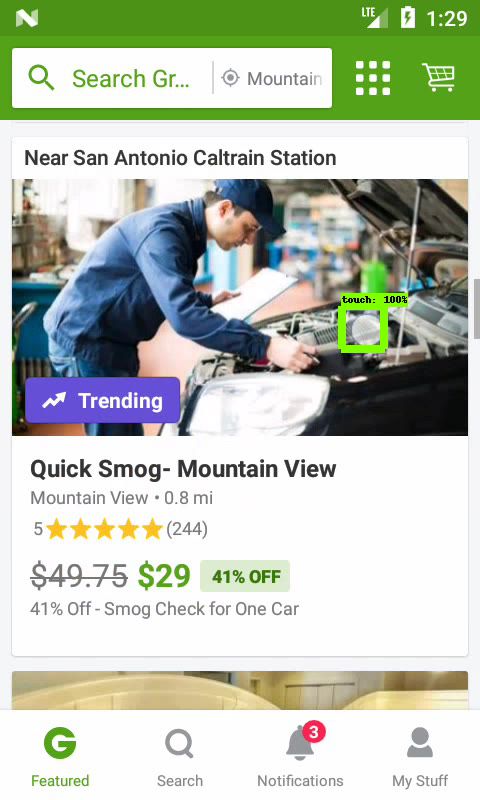 LTE 1:29
Search Gr... Mountain
Near San Antonio Caltrain Station
touch: 100%
Trending
Quick Smog- Mountain View
Mountain View • 0.8 mi
5 (244)
$49.75 $29 41% OFF
41% Off - Smog Check for One Car
3
Featured Search Notifications My Stuff